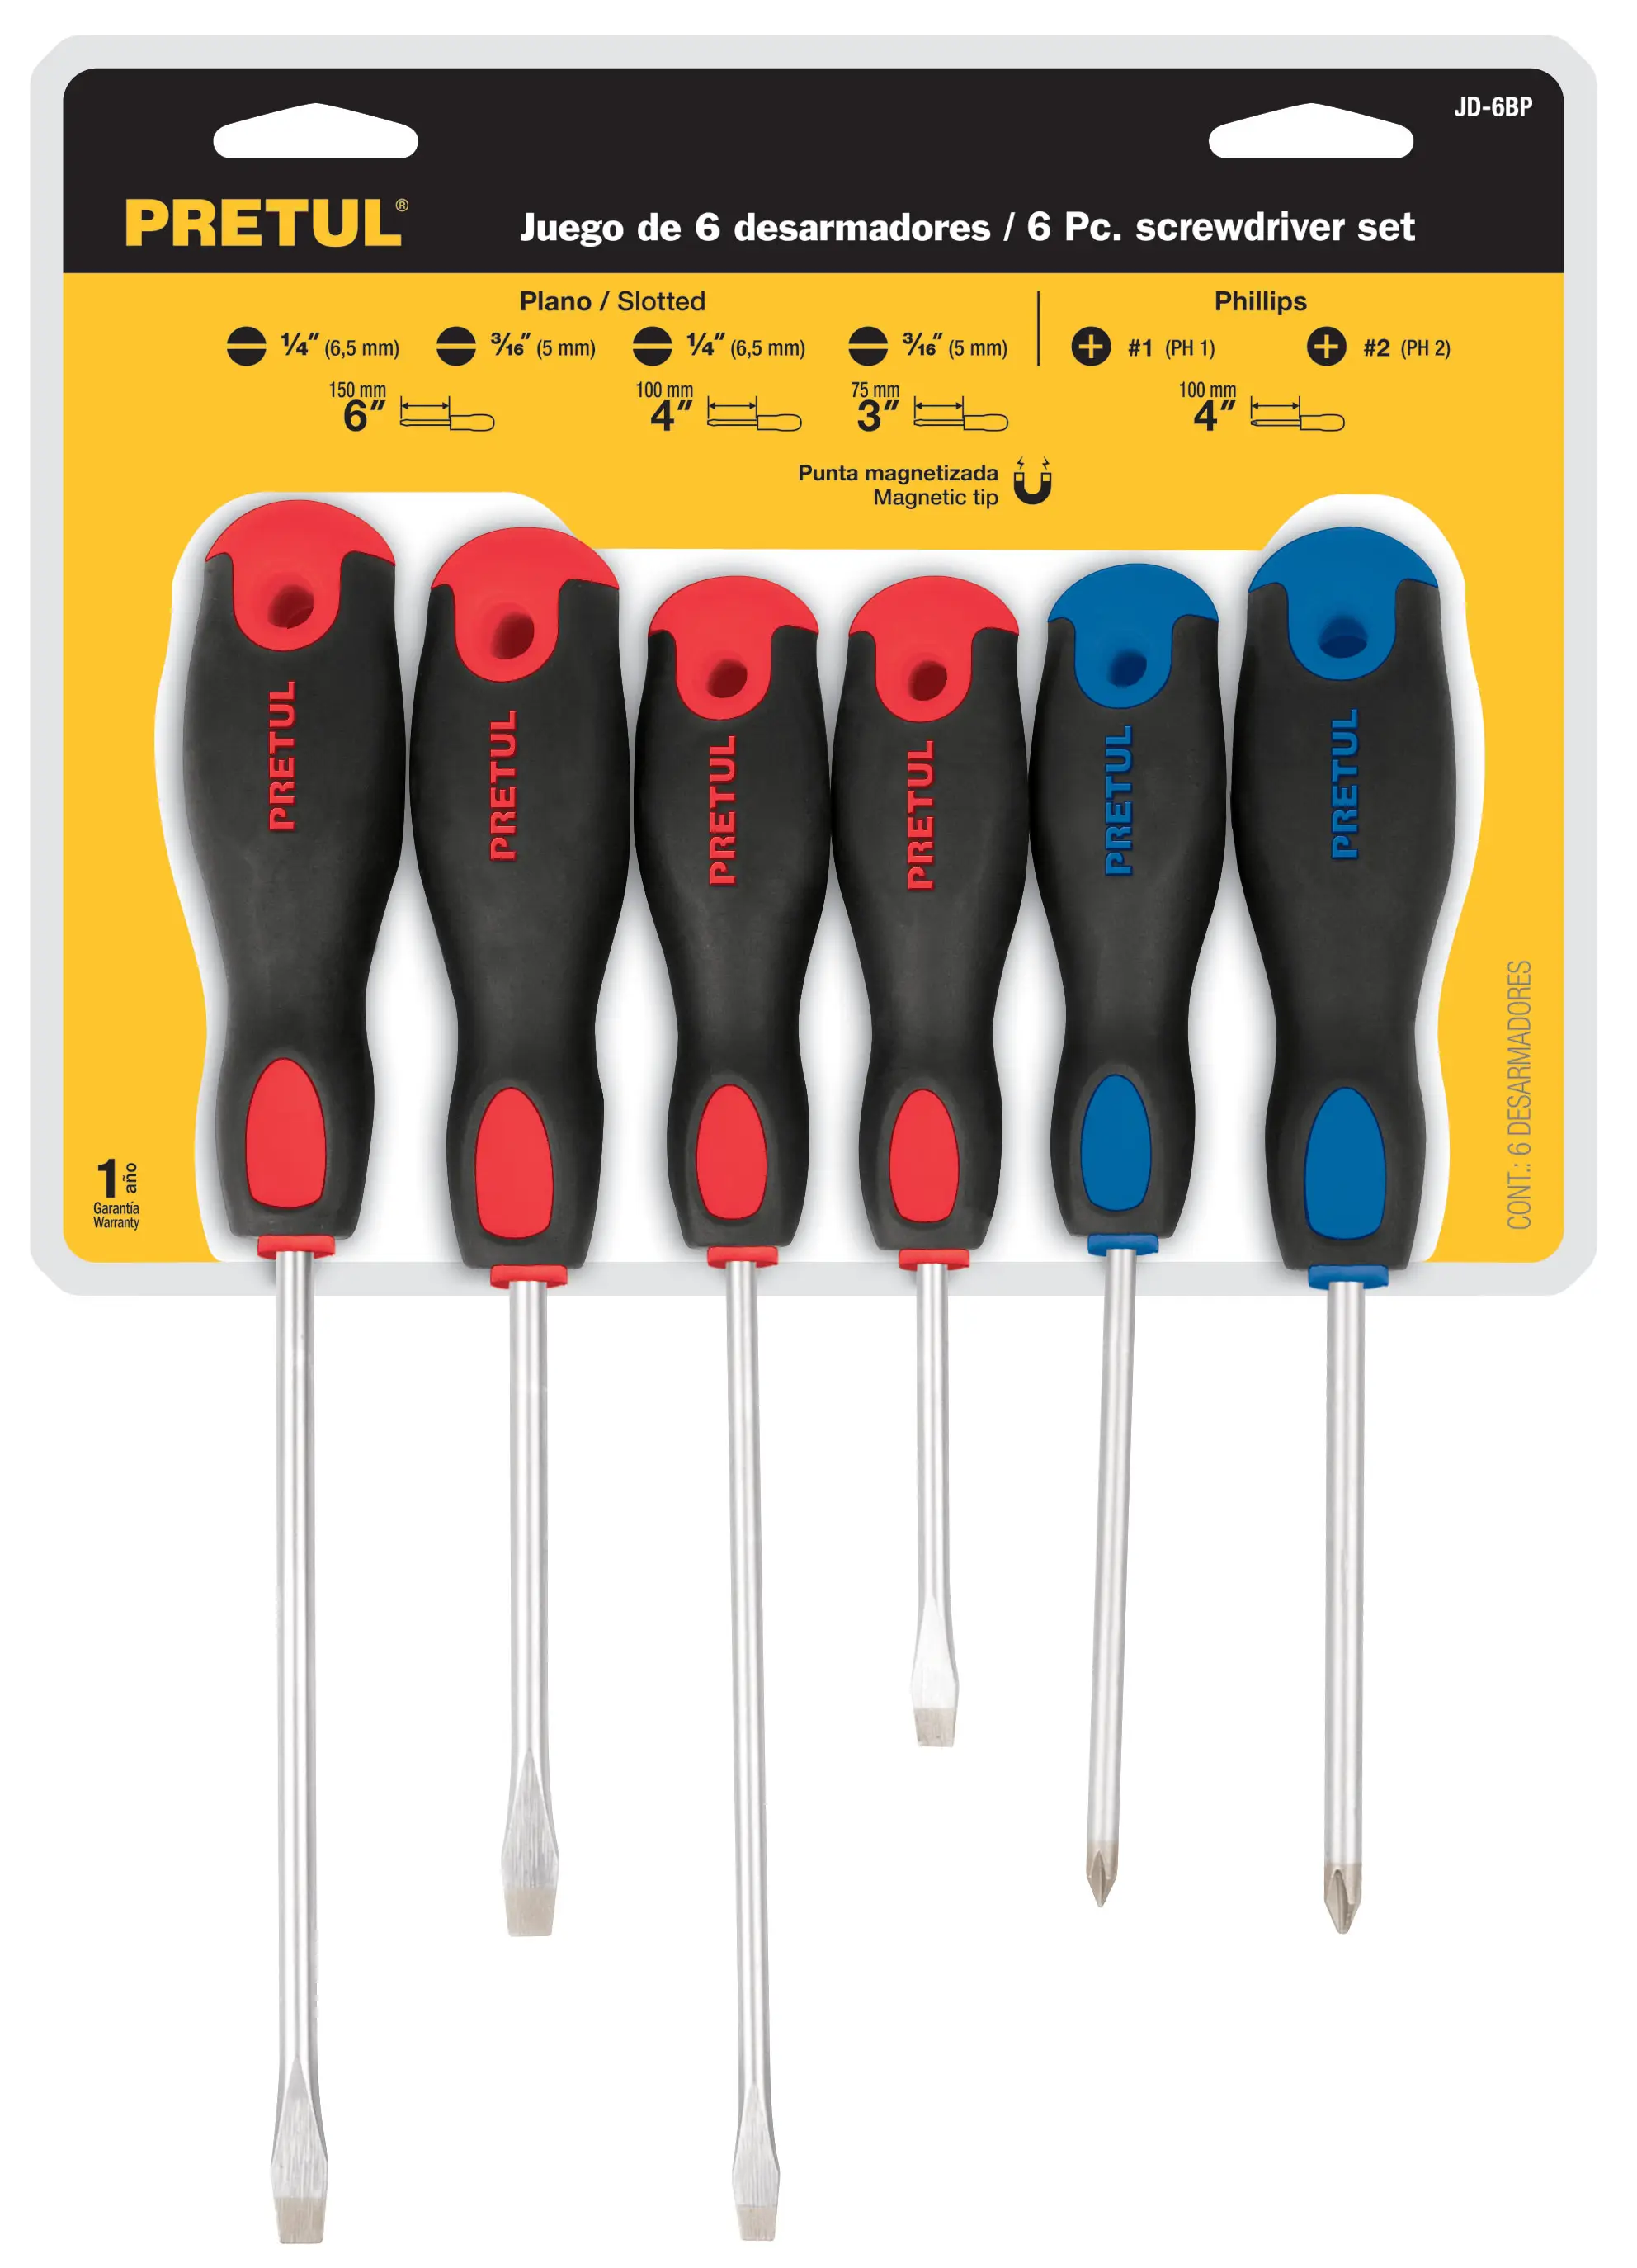 JD-6BP
PRETUL®
Juego de 6 desarmadores / 6 Pc. screwdriver set
Plano / Slotted
Phillips
1/4" (6,5 mm)
3/16" (5 mm)
1/4" (6,5 mm)
3/16" (5 mm)
#1 (PH 1)
#2 (PH 2)
150 mm
6"
100 mm
4"
75 mm
3"
100 mm
4"
Punta magnetizada
Magnetic tip
PRETUL
PRETUL
PRETUL
PRETUL
PRETUL
PRETUL
1 año
Garantía
Warranty
CONT.: 6 DESARMADORES